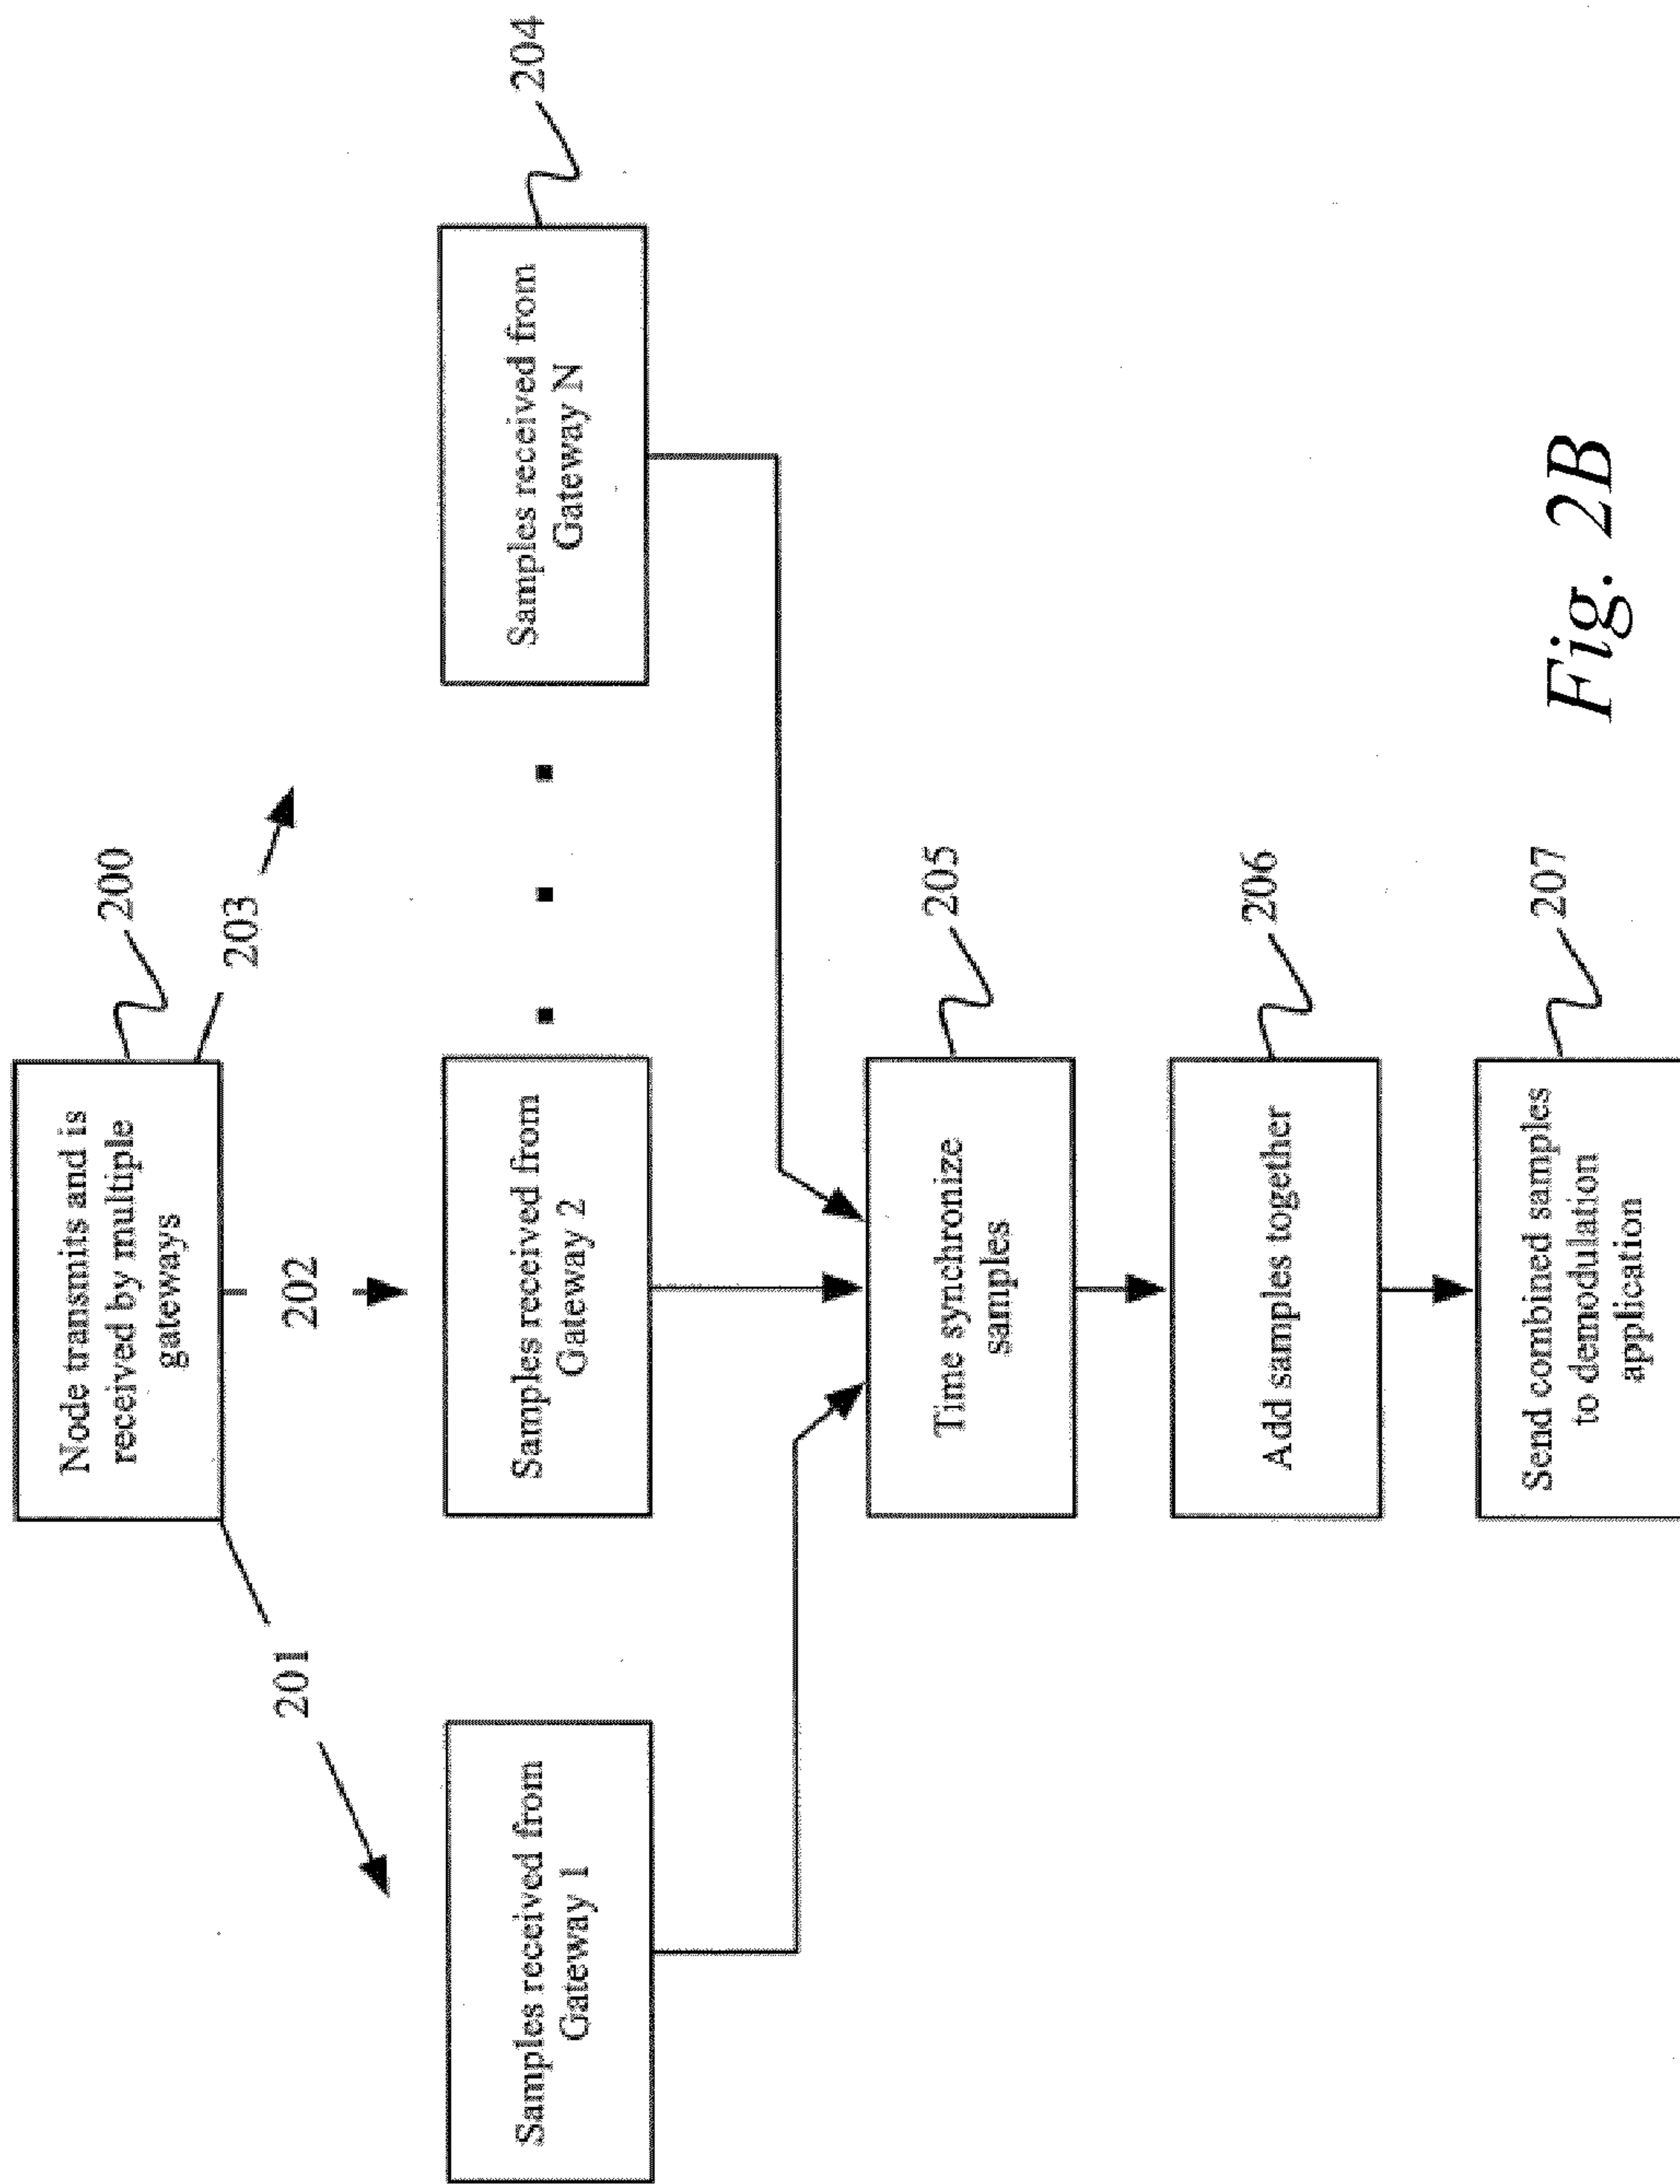 Node transmits and is
received by multiple
gateways
200
201
202
203
Samples received from
Gateway 1
Samples received from
Gateway 2
Samples received from
Gateway N
204
Time synchronize
samples
205
Add samples together
206
Send combined samples
to demodulation
application
207
Fig. 2B